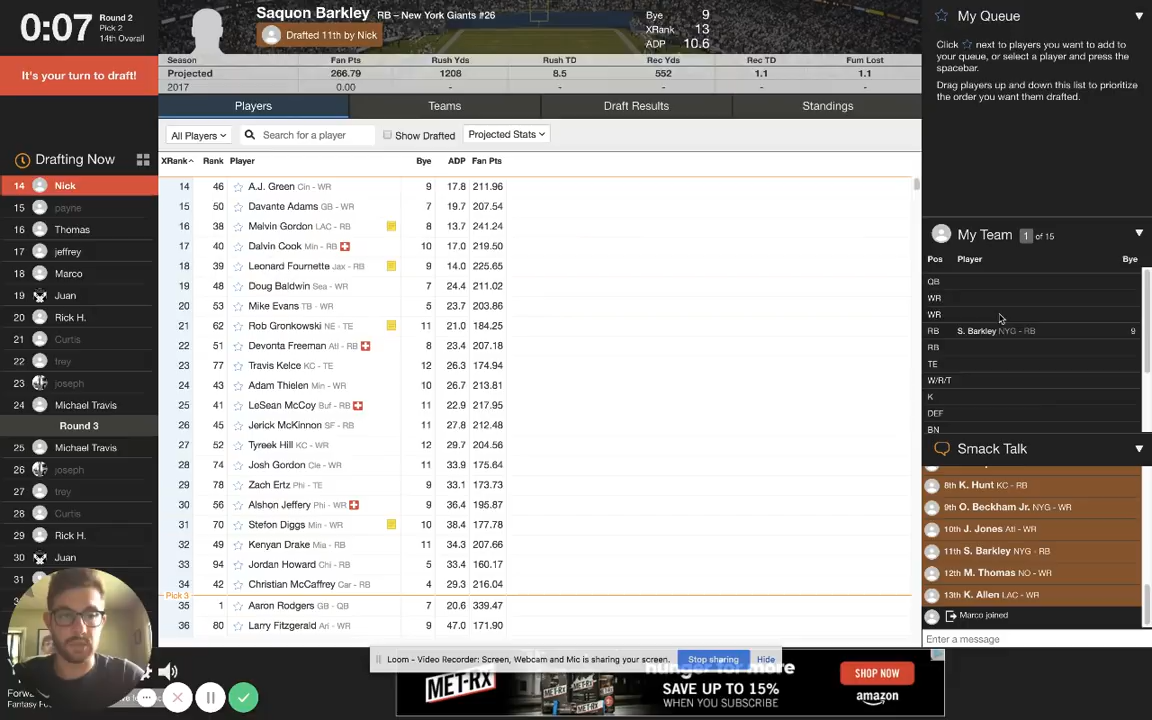 0:07
Round 2
Pick 2
14th Overall
It's your turn to draft!
Saquon Barkley RB – New York Giants #26
Drafted 11th by Nick
Bye 9
XRank 13
ADP 10.6
Season Fan Pts Rush Yds Rush TD Rec Yds Rec TD Fum Lost
Projected 266.79 1208 8.5 552 1.1 1.1
2017 0.00 - - - - -
Players Teams Draft Results Standings
All Players Search for a player Show Drafted Projected Stats
Drafting Now
14 Nick
15 payne
16 Thomas
17 jeffrey
18 Marco
19 Juan
20 Rick H.
21 Curtis
22 trey
23 joseph
24 Michael Travis
Round 3
25 Michael Travis
26 joseph
27 trey
28 Curtis
29 Rick H.
30 Juan
31
XRank Rank Player Bye ADP Fan Pts
14 46 A.J. Green Cin - WR 9 17.8 211.96
15 50 Davante Adams GB - WR 7 19.7 207.54
16 38 Melvin Gordon LAC - RB 8 13.7 241.24
17 40 Dalvin Cook Min - RB 10 17.0 219.50
18 39 Leonard Fournette Jax - RB 9 14.0 225.65
19 48 Doug Baldwin Sea - WR 7 24.4 211.02
20 53 Mike Evans TB - WR 5 23.7 203.86
21 62 Rob Gronkowski NE - TE 11 21.0 184.25
22 51 Devonta Freeman Atl - RB 8 23.4 207.18
23 77 Travis Kelce KC - TE 12 26.3 174.94
24 43 Adam Thielen Min - WR 10 26.7 213.81
25 41 LeSean McCoy Buf - RB 11 22.9 217.95
26 45 Jerick McKinnon SF - RB 11 27.8 212.48
27 52 Tyreek Hill KC - WR 12 29.7 204.56
28 74 Josh Gordon Cle - WR 11 33.9 175.64
29 78 Zach Ertz Phi - TE 9 31.1 173.73
30 56 Alshon Jeffery Phi - WR 9 36.4 195.87
31 70 Stefon Diggs Min - WR 10 38.4 177.78
32 49 Kenyan Drake Mia - RB 11 34.3 207.66
33 94 Jordan Howard Chi - RB 5 33.4 160.17
34 42 Christian McCaffrey Car - RB 4 29.3 216.04
Pick 3
35 1 Aaron Rodgers GB - QB 7 20.6 339.47
36 80 Larry Fitzgerald Ari - WR 9 47.0 171.90
My Queue
Click next to players you want to add to
your queue, or select a player and press the
spacebar.
Drag players up and down this list to prioritize
the order you want them drafted.
My Team 1 of 15
Pos Player Bye
QB
WR
WR
RB S. Barkley NYG - RB 9
RB
TE
W/R/T
K
DEF
BN
Smack Talk
8th K. Hunt KC - RB
9th O. Beckham Jr. NYG - WR
10th J. Jones Atl - WR
11th S. Barkley NYG - RB
12th M. Thomas NO - WR
13th K. Allen LAC - WR
Marco joined
Enter a message
Loom – Video Recorder: Screen, Webcam and Mic is sharing your screen. Stop sharing Hide
MET-RX
more
SAVE UP TO 15%
WHEN YOU SUBSCRIBE
SHOP NOW
amazon